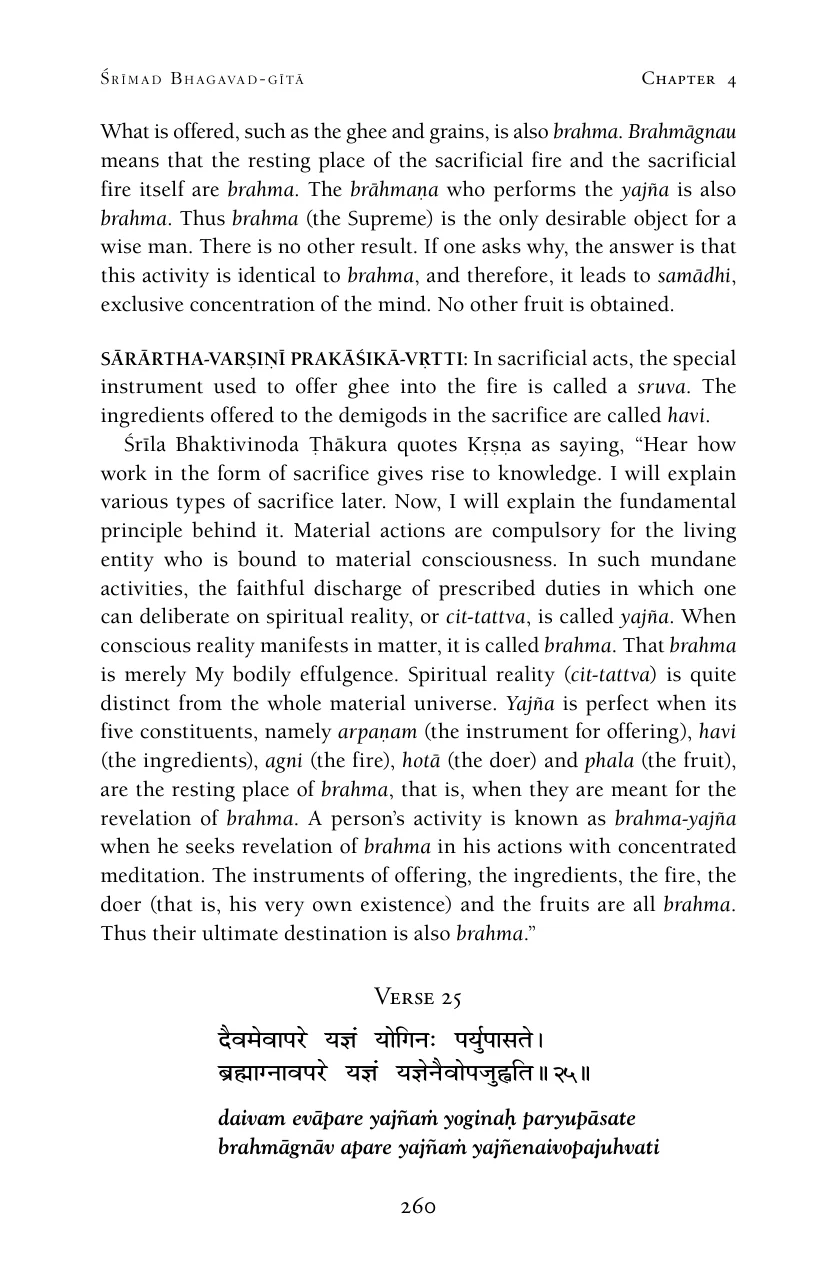 Śrīmad Bhagavad-gītā Chapter 4
What is offered, such as the ghee and grains, is also brahma. Brahmāgnau
means that the resting place of the sacrificial fire and the sacrificial
fire itself are brahma. The brāhmaṇa who performs the yajña is also
brahma. Thus brahma (the Supreme) is the only desirable object for a
wise man. There is no other result. If one asks why, the answer is that
this activity is identical to brahma, and therefore, it leads to samādhi,
exclusive concentration of the mind. No other fruit is obtained.
SĀRĀRTHA-VARṢIṆĪ PRAKĀŚIKĀ-VṚTTI: In sacrificial acts, the special
instrument used to offer ghee into the fire is called a sruva. The
ingredients offered to the demigods in the sacrifice are called havi.
Śrīla Bhaktivinoda Ṭhākura quotes Kṛṣṇa as saying, “Hear how
work in the form of sacrifice gives rise to knowledge. I will explain
various types of sacrifice later. Now, I will explain the fundamental
principle behind it. Material actions are compulsory for the living
entity who is bound to material consciousness. In such mundane
activities, the faithful discharge of prescribed duties in which one
can deliberate on spiritual reality, or cit-tattva, is called yajña. When
conscious reality manifests in matter, it is called brahma. That brahma
is merely My bodily effulgence. Spiritual reality (cit-tattva) is quite
distinct from the whole material universe. Yajña is perfect when its
five constituents, namely arpaṇam (the instrument for offering), havi
(the ingredients), agni (the fire), hotā (the doer) and phala (the fruit),
are the resting place of brahma, that is, when they are meant for the
revelation of brahma. A person’s activity is known as brahma-yajña
when he seeks revelation of brahma in his actions with concentrated
meditation. The instruments of offering, the ingredients, the fire, the
doer (that is, his very own existence) and the fruits are all brahma.
Thus their ultimate destination is also brahma.”
Verse 25
दैवमेवापरे यज्ञं योगिनः पर्युपासते।
ब्रह्माग्नावपरे यज्ञं यज्ञेनैवोपजुह्वति॥२५॥
daivam evāpare yajñaṁ yoginaḥ paryupāsate
brahmāgnāv apare yajñaṁ yajñenaivopajuhvati
260